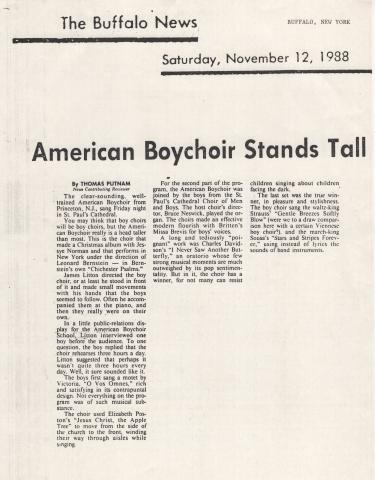 The Buffalo News
BUFFALO, NEW YORK
Saturday, November 12, 1988
American Boychoir Stands Tall
By THOMAS PUTNAM
News Contributing Reviewer
The clear-sounding, well-
trained American Boychoir from
Princeton, N.J., sang Friday night
in St. Paul's Cathedral.
You may think boy choirs
will be boy choirs, but the Amer-
ican Boychoir really is a head taller
than most. This is the choir that
made a Christmas album with Jes-
sye Norman and that performs in
New York under the direction of
Leonard Bernstein — in Bern-
stein's own "Chichester Psalms."
James Litton directed the boy
choir, or at least he stood in front
of it and made small movements
with his hands that the boys
seemed to follow. Often he accom-
panied them at the piano, and
then they really were on their
own.
In a little public-relations dis-
play for the American Boychoir
School, Litton interviewed one
boy before the audience. To one
question, the boy replied that the
choir rehearses three hours a day.
Litton suggested that perhaps it
wasn't quite three hours every
day. Well, it sure sounded like it.
The boys first sang a motet by
Victoria, "O Vos Omnes," rich
and satisfying in its contrapuntal
design. Not everything on the pro-
gram was of such musical sub-
stance.
The choir used Elizabeth Pos-
ton's "Jesus Christ, the Apple
Tree" to move from the side of
the church to the front, winding
their way through aisles while
singing.
For the second part of the pro-
gram, the American Boychoir was
joined by the boys from the St.
Paul's Cathedral Choir of Men
and Boys. The host choir's direc-
tor, Bruce Neswick, played the or-
gan. The choirs made an effective
modern flourish with Britten's
Missa Brevis for boys' voices.
A long and tediously "poi-
gnant" work was Charles David-
son's "I Never Saw Another But-
terfly," an oratorio whose few
strong musical moments are much
outweighed by its pop sentimen-
tality. But as it is, the choir has a
winner, for not many can resist
children singing about children
facing the dark.
The last set was the true win-
ner, in pleasure and stylishness.
The boy choir sang the waltz-king
Strauss' "Gentle Breezes Softly
Blow" (were we to draw compar-
ison here with a certain Viennese
boy choir?), and the march-king
Sousa's "Stars and Stripes Forev-
er," using instead of lyrics the
sounds of band instruments.